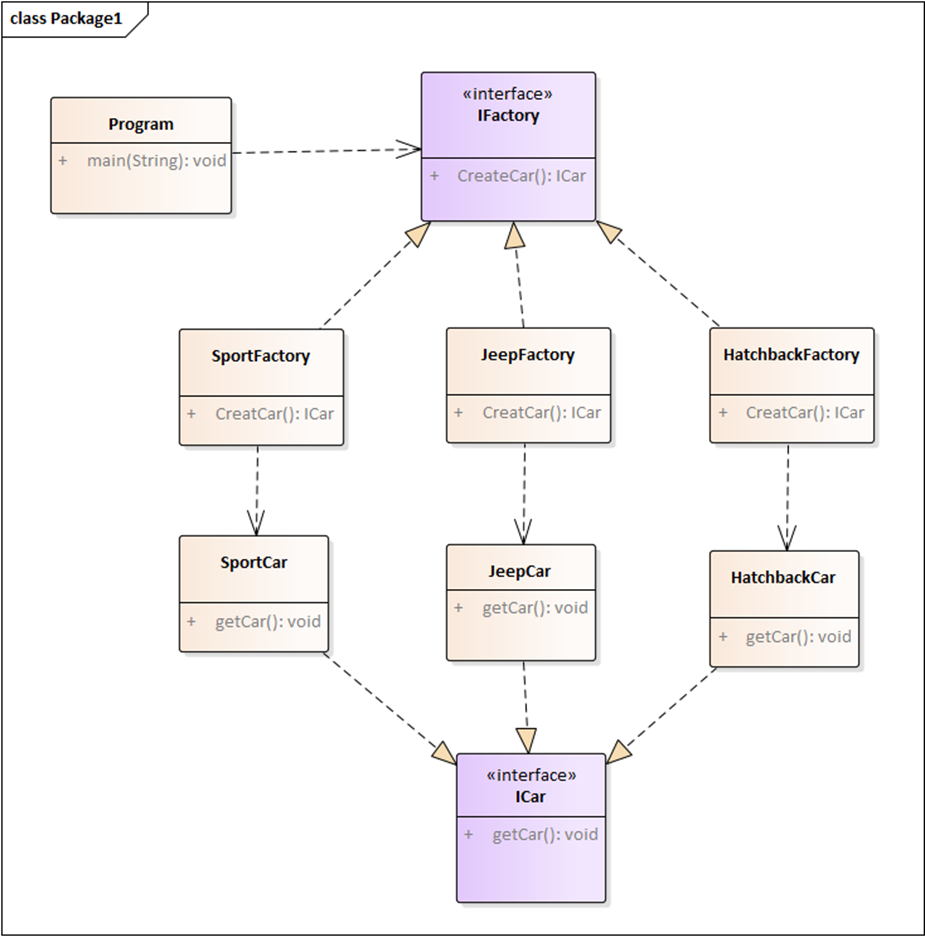 class Package1
«interface»
IFactory
+ CreateCar(): ICar
Program
+ main(String): void
SportFactory
+ CreatCar(): ICar
JeepFactory
+ CreatCar(): ICar
HatchbackFactory
+ CreatCar(): ICar
SportCar
+ getCar(): void
JeepCar
+ getCar(): void
HatchbackCar
+ getCar(): void
«interface»
ICar
+ getCar(): void